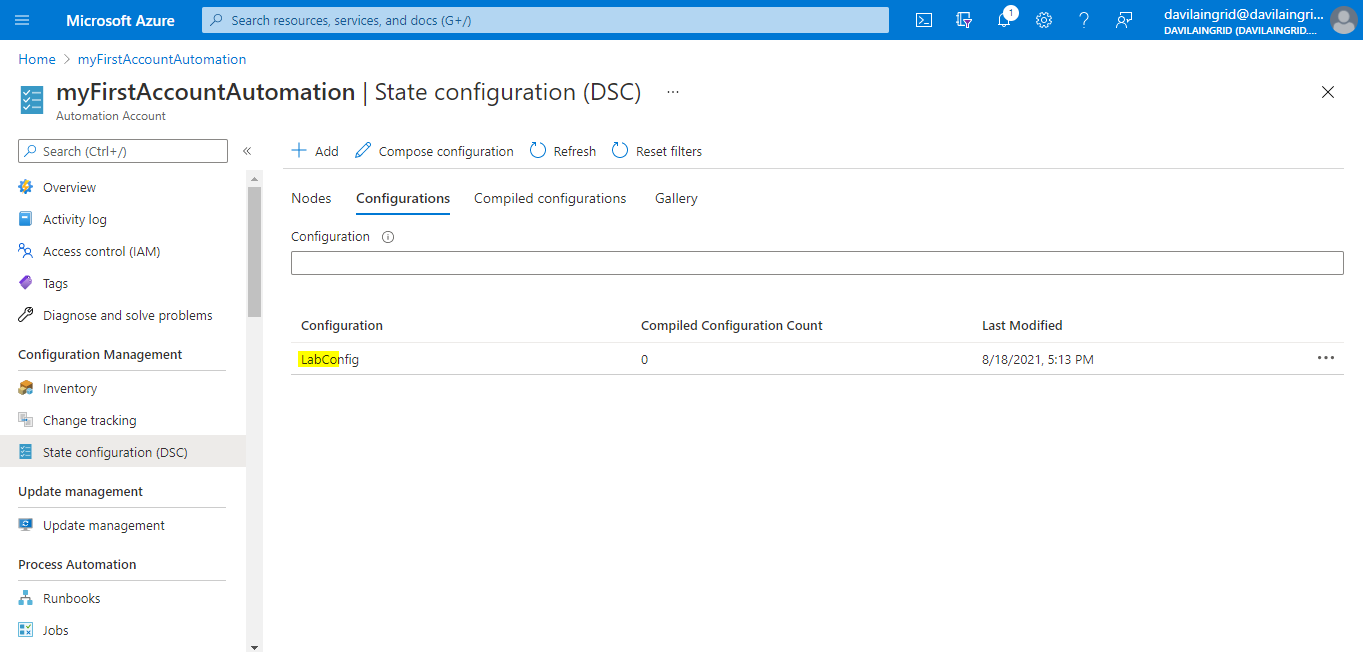 Microsoft Azure
Search resources, services, and docs (G+/)
1
davilaingrid@davilaingri...
DAVILAINGRID (DAVILAINGRID....
Home > myFirstAccountAutomation
myFirstAccountAutomation | State configuration (DSC) ...
Automation Account
Search (Ctrl+/)
«
Add
Compose configuration
Refresh
Reset filters
Overview
Activity log
Access control (IAM)
Tags
Diagnose and solve problems
Configuration Management
Inventory
Change tracking
State configuration (DSC)
Update management
Update management
Process Automation
Runbooks
Jobs
Nodes Configurations Compiled configurations Gallery
Configuration
Configuration Compiled Configuration Count Last Modified
LabConfig 0 8/18/2021, 5:13 PM ...